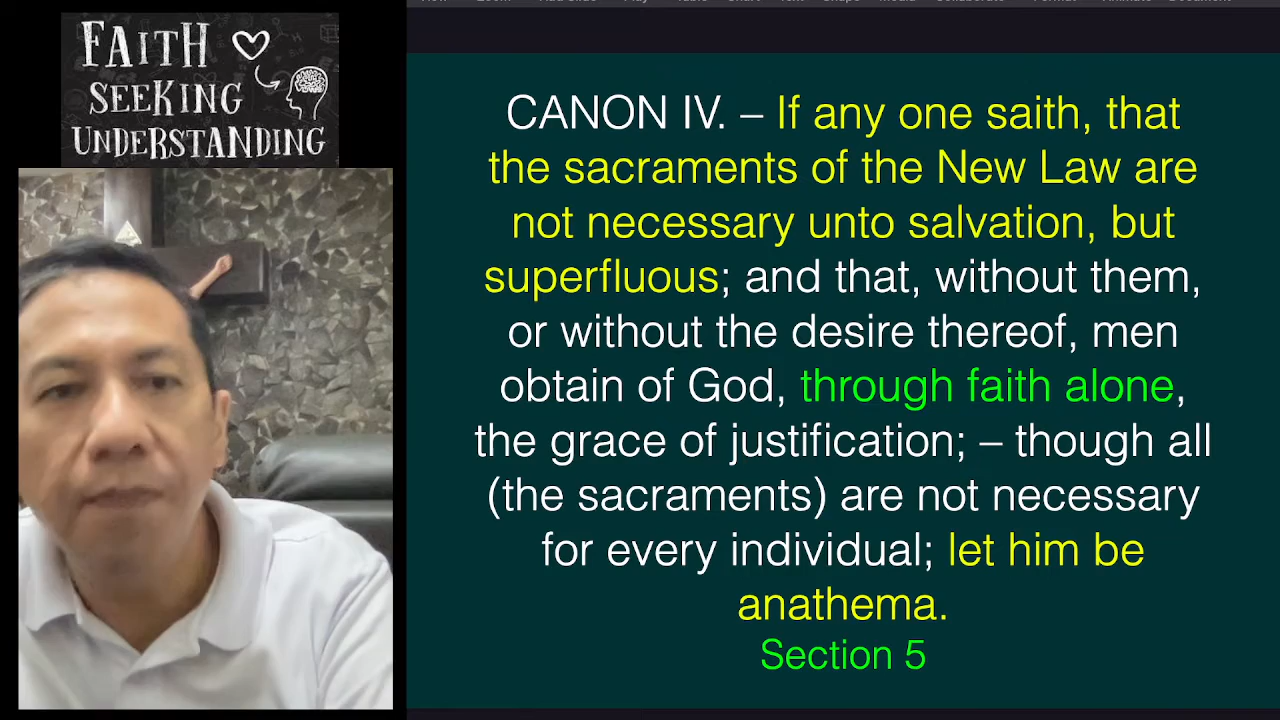 FAITH
SEEKING
UNDERSTANDING
CANON IV. – If any one saith, that
the sacraments of the New Law are
not necessary unto salvation, but
superfluous; and that, without them,
or without the desire thereof, men
obtain of God, through faith alone,
the grace of justification; – though all
(the sacraments) are not necessary
for every individual; let him be
anathema.
Section 5